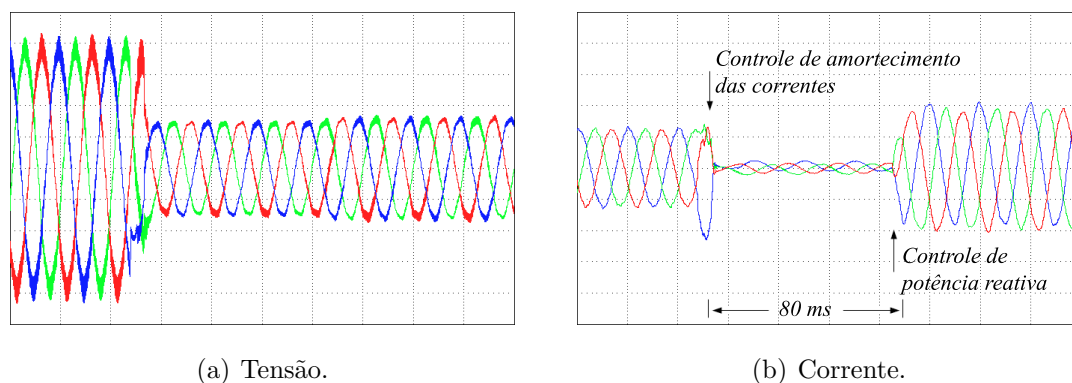 Controle de amortecimento
das correntes
Controle de
potência reativa
80 ms
(a) Tensão.
(b) Corrente.